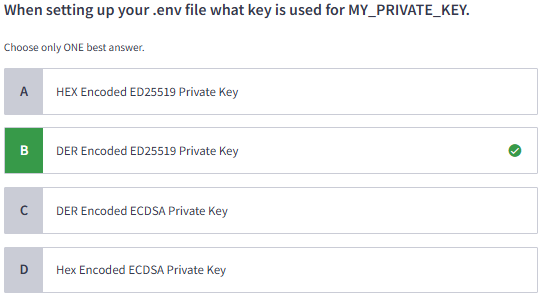 When setting up your .env file what key is used for MY_PRIVATE_KEY.
Choose only ONE best answer.
A HEX Encoded ED25519 Private Key
B DER Encoded ED25519 Private Key
C DER Encoded ECDSA Private Key
D Hex Encoded ECDSA Private Key